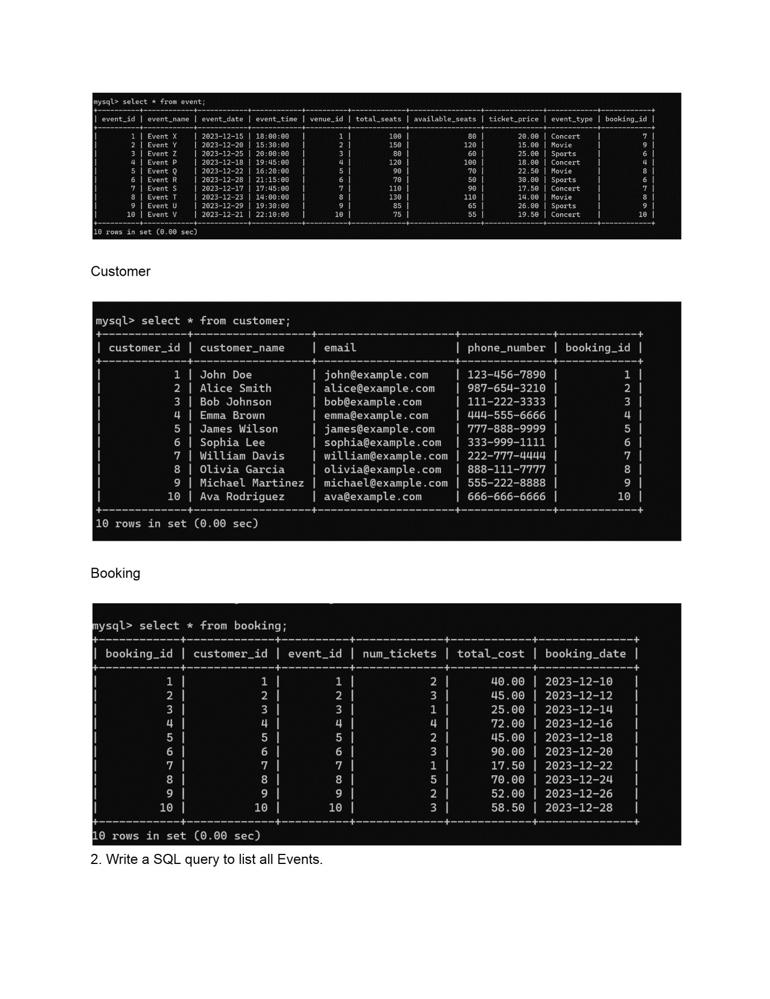 mysql> select * from event;
+----------+------------+------------+------------+----------+-------------+-----------------+--------------+------------+------------+
| event_id | event_name | event_date | event_time | venue_id | total_seats | available_seats | ticket_price | event_type | booking_id |
+----------+------------+------------+------------+----------+-------------+-----------------+--------------+------------+------------+
| 1 | Event X | 2023-12-15 | 18:00:00 | 1 | 100 | 80 | 20.00 | Concert | 7 |
| 2 | Event Y | 2023-12-20 | 15:30:00 | 2 | 150 | 120 | 15.00 | Movie | 9 |
| 3 | Event Z | 2023-12-25 | 20:00:00 | 3 | 80 | 60 | 25.00 | Sports | 6 |
| 4 | Event P | 2023-12-18 | 19:45:00 | 4 | 120 | 100 | 18.00 | Concert | 4 |
| 5 | Event Q | 2023-12-22 | 16:20:00 | 5 | 90 | 70 | 22.50 | Movie | 8 |
| 6 | Event R | 2023-12-28 | 21:15:00 | 6 | 70 | 50 | 30.00 | Sports | 6 |
| 7 | Event S | 2023-12-17 | 17:45:00 | 7 | 110 | 90 | 17.50 | Concert | 7 |
| 8 | Event T | 2023-12-23 | 14:00:00 | 8 | 130 | 110 | 14.00 | Movie | 8 |
| 9 | Event U | 2023-12-29 | 19:30:00 | 9 | 85 | 65 | 26.00 | Sports | 9 |
| 10 | Event V | 2023-12-21 | 22:10:00 | 10 | 75 | 55 | 19.50 | Concert | 10 |
+----------+------------+------------+------------+----------+-------------+-----------------+--------------+------------+------------+
10 rows in set (0.00 sec)
Customer
mysql> select * from customer;
+-------------+------------------+---------------------+--------------+------------+
| customer_id | customer_name | email | phone_number | booking_id |
+-------------+------------------+---------------------+--------------+------------+
| 1 | John Doe | john@example.com | 123-456-7890 | 1 |
| 2 | Alice Smith | alice@example.com | 987-654-3210 | 2 |
| 3 | Bob Johnson | bob@example.com | 111-222-3333 | 3 |
| 4 | Emma Brown | emma@example.com | 444-555-6666 | 4 |
| 5 | James Wilson | james@example.com | 777-888-9999 | 5 |
| 6 | Sophia Lee | sophia@example.com | 333-999-1111 | 6 |
| 7 | William Davis | william@example.com | 222-777-4444 | 7 |
| 8 | Olivia Garcia | olivia@example.com | 888-111-7777 | 8 |
| 9 | Michael Martinez | michael@example.com | 555-222-8888 | 9 |
| 10 | Ava Rodriguez | ava@example.com | 666-666-6666 | 10 |
+-------------+------------------+---------------------+--------------+------------+
10 rows in set (0.00 sec)
Booking
mysql> select * from booking;
+------------+-------------+----------+-------------+------------+--------------+
| booking_id | customer_id | event_id | num_tickets | total_cost | booking_date |
+------------+-------------+----------+-------------+------------+--------------+
| 1 | 1 | 1 | 2 | 40.00 | 2023-12-10 |
| 2 | 2 | 2 | 3 | 45.00 | 2023-12-12 |
| 3 | 3 | 3 | 1 | 25.00 | 2023-12-14 |
| 4 | 4 | 4 | 4 | 72.00 | 2023-12-16 |
| 5 | 5 | 5 | 2 | 45.00 | 2023-12-18 |
| 6 | 6 | 6 | 3 | 90.00 | 2023-12-20 |
| 7 | 7 | 7 | 1 | 17.50 | 2023-12-22 |
| 8 | 8 | 8 | 5 | 70.00 | 2023-12-24 |
| 9 | 9 | 9 | 2 | 52.00 | 2023-12-26 |
| 10 | 10 | 10 | 3 | 58.50 | 2023-12-28 |
+------------+-------------+----------+-------------+------------+--------------+
10 rows in set (0.00 sec)
2. Write a SQL query to list all Events.